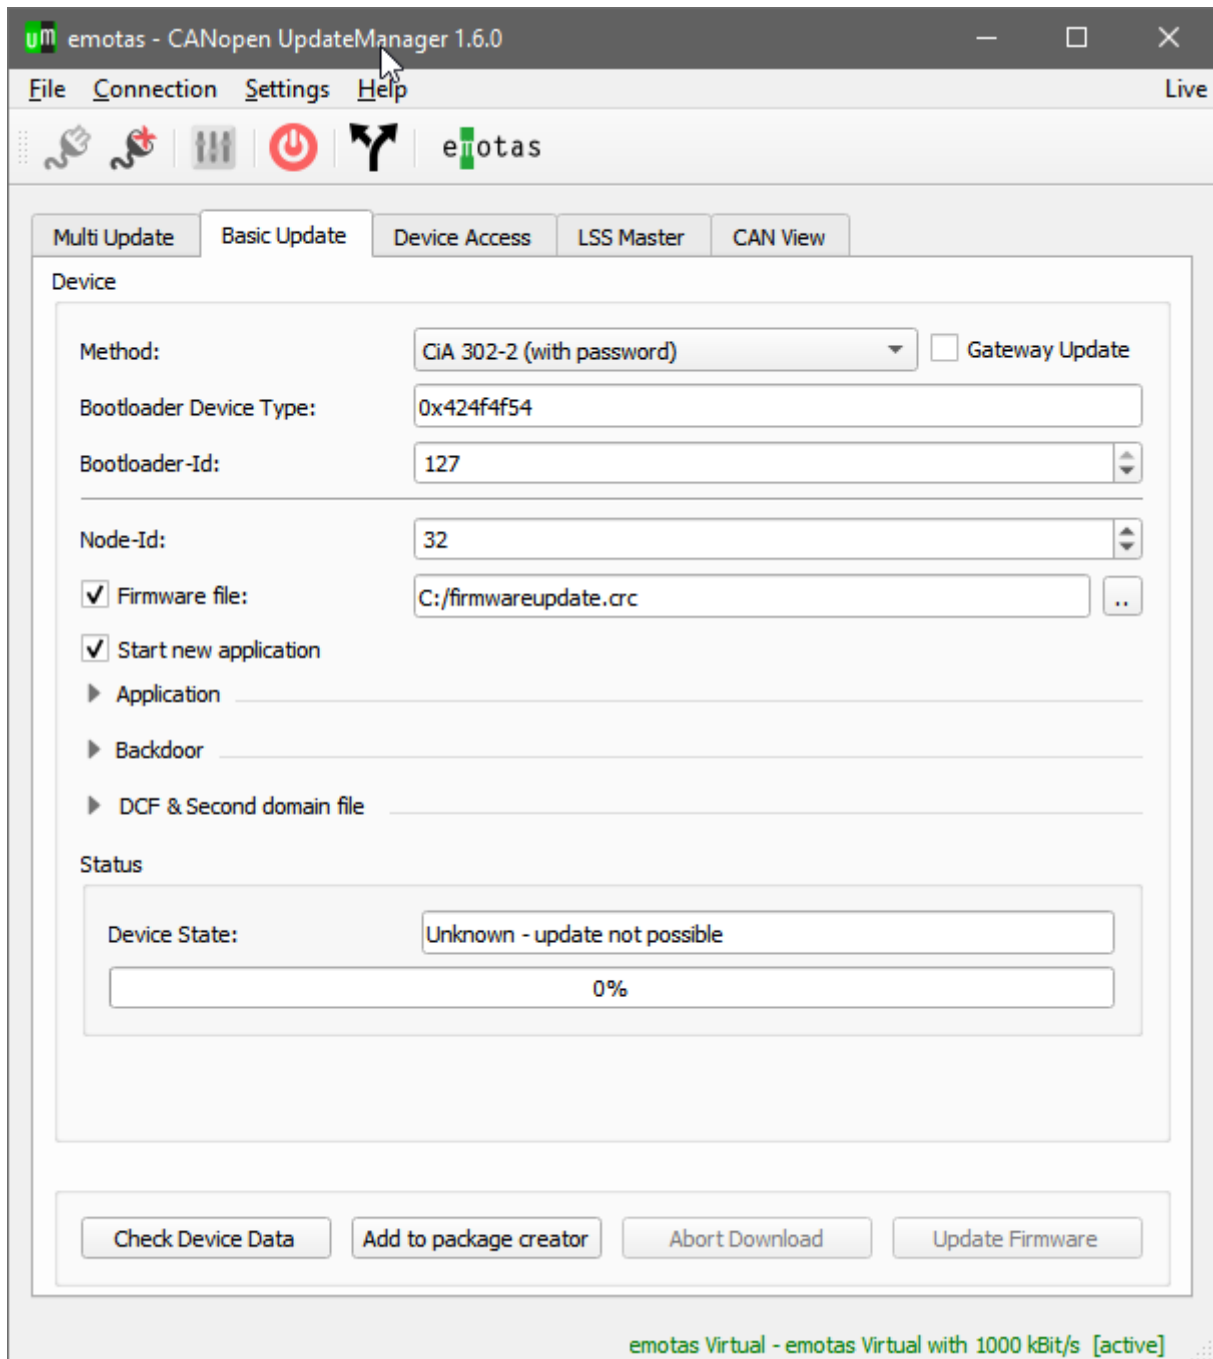 um emotas - CANopen UpdateManager 1.6.0
File Connection Settings Help Live
emotas
Multi Update Basic Update Device Access LSS Master CAN View
Device
Method: CiA 302-2 (with password) Gateway Update
Bootloader Device Type: 0x424f4f54
Bootloader-Id: 127
Node-Id: 32
Firmware file: C:/firmwareupdate.crc ..
Start new application
Application
Backdoor
DCF & Second domain file
Status
Device State: Unknown - update not possible
0%
Check Device Data Add to package creator Abort Download Update Firmware
emotas Virtual - emotas Virtual with 1000 kBit/s [active]